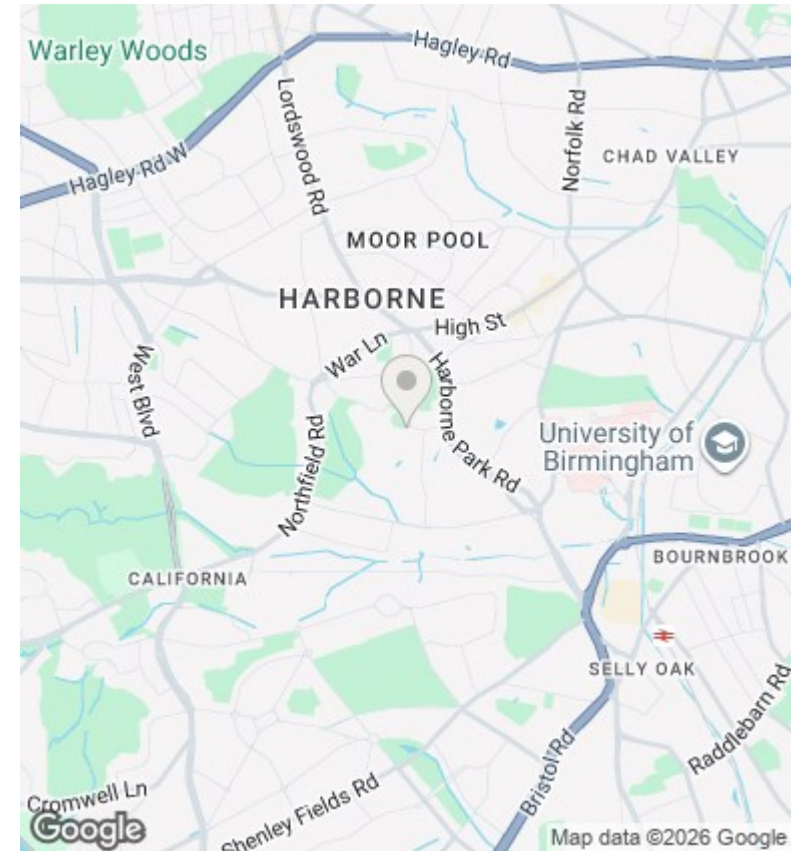 Warley Woods
Hagley Rd
Lordswood Rd
Norfolk Rd
CHAD VALLEY
Hagley Rd W
MOOR POOL
HARBORNE
High St
War Ln
West Blvd
Harborne Park Rd
Northfield Rd
University of
Birmingham
BOURNBROOK
CALIFORNIA
SELLY OAK
Raddlebarn Rd
Bristol Rd
Shenley Fields Rd
Cromwell Ln
Google
Map data ©2026 Google